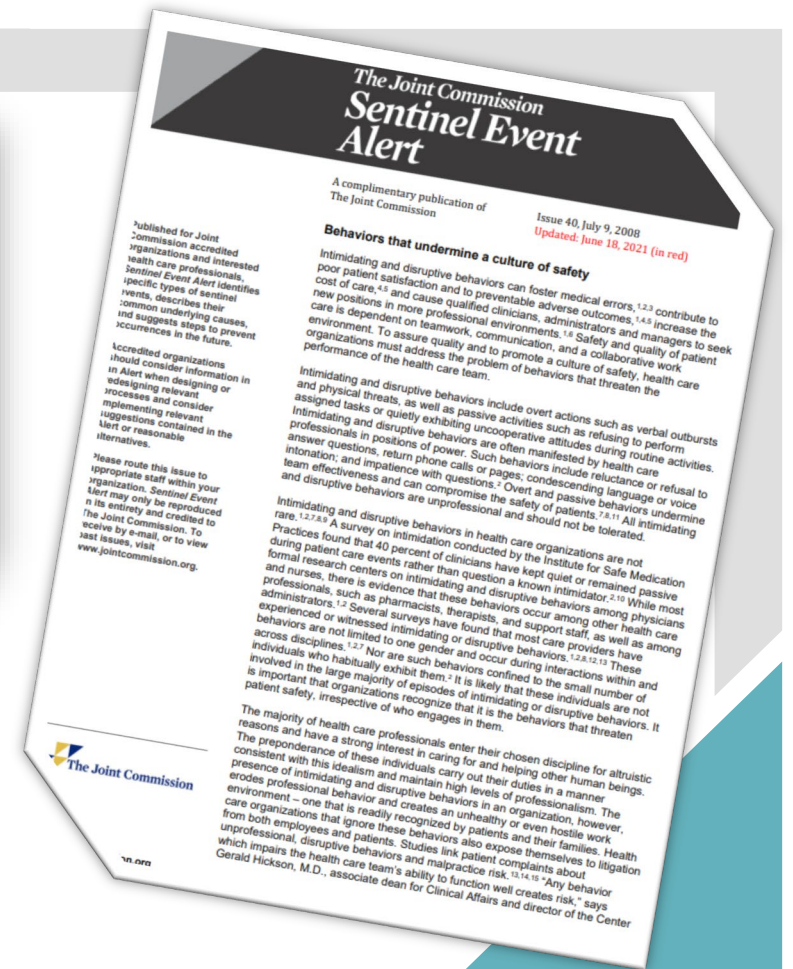 The Joint Commission
Sentinel Event
Alert
A complimentary publication of
The Joint Commission
Issue 40, July 9, 2008
Updated: June 18, 2021 (in red)
Published for Joint
Commission accredited
organizations and interested
health care professionals,
Sentinel Event Alert identifies
specific types of sentinel
events, describes their
common underlying causes,
and suggests steps to prevent
occurrences in the future.
Accredited organizations
should consider information in
an Alert when designing or
redesigning relevant
processes and consider
implementing relevant
suggestions contained in the
Alert or reasonable
alternatives.
Please route this issue to
appropriate staff within your
organization. Sentinel Event
Alert may only be reproduced
in its entirety and credited to
The Joint Commission. To
receive by e-mail, or to view
past issues, visit
www.jointcommission.org.
Behaviors that undermine a culture of safety
Intimidating and disruptive behaviors can foster medical errors,1,2,3 contribute to
poor patient satisfaction and to preventable adverse outcomes,1,4,5 increase the
cost of care,4,5 and cause qualified clinicians, administrators and managers to seek
new positions in more professional environments.1,6 Safety and quality of patient
care is dependent on teamwork, communication, and a collaborative work
environment. To assure quality and to promote a culture of safety, health care
organizations must address the problem of behaviors that threaten the
performance of the health care team.
Intimidating and disruptive behaviors include overt actions such as verbal outbursts
and physical threats, as well as passive activities such as refusing to perform
assigned tasks or quietly exhibiting uncooperative attitudes during routine activities.
Intimidating and disruptive behaviors are often manifested by health care
professionals in positions of power. Such behaviors include reluctance or refusal to
answer questions, return phone calls or pages; condescending language or voice
intonation; and impatience with questions.2 Overt and passive behaviors undermine
team effectiveness and can compromise the safety of patients.7,8,11 All intimidating
and disruptive behaviors are unprofessional and should not be tolerated.
Intimidating and disruptive behaviors in health care organizations are not
rare.1,2,7,8,9 A survey on intimidation conducted by the Institute for Safe Medication
Practices found that 40 percent of clinicians have kept quiet or remained passive
during patient care events rather than question a known intimidator.2,10 While most
formal research centers on intimidating and disruptive behaviors among physicians
and nurses, there is evidence that these behaviors occur among other health care
professionals, such as pharmacists, therapists, and support staff, as well as among
administrators.1,2 Several surveys have found that most care providers have
experienced or witnessed intimidating or disruptive behaviors.1,2,8,12,13 These
behaviors are not limited to one gender and occur during interactions within and
across disciplines.1,2,7 Nor are such behaviors confined to the small number of
individuals who habitually exhibit them.2 It is likely that these individuals are not
involved in the large majority of episodes of intimidating or disruptive behaviors. It
is important that organizations recognize that it is the behaviors that threaten
patient safety, irrespective of who engages in them.
The majority of health care professionals enter their chosen discipline for altruistic
reasons and have a strong interest in caring for and helping other human beings.
The preponderance of these individuals carry out their duties in a manner
consistent with this idealism and maintain high levels of professionalism. The
presence of intimidating and disruptive behaviors in an organization, however,
erodes professional behavior and creates an unhealthy or even hostile work
environment – one that is readily recognized by patients and their families. Health
care organizations that ignore these behaviors also expose themselves to litigation
from both employees and patients. Studies link patient complaints about
unprofessional, disruptive behaviors and malpractice risk.13,14,15 “Any behavior
which impairs the health care team’s ability to function well creates risk,” says
Gerald Hickson, M.D., associate dean for Clinical Affairs and director of the Center
The Joint Commission
on.org